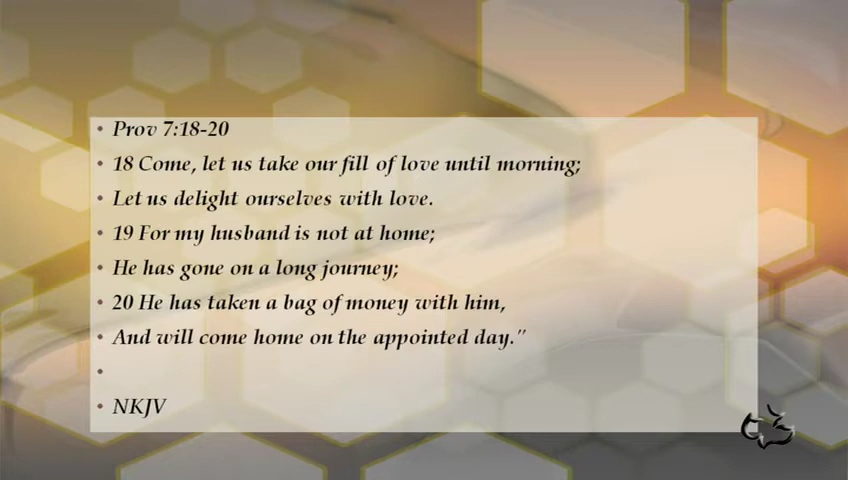 • Prov 7:18-20
• 18 Come, let us take our fill of love until morning;
• Let us delight ourselves with love.
• 19 For my husband is not at home;
• He has gone on a long journey;
• 20 He has taken a bag of money with him,
• And will come home on the appointed day."
•
• NKJV